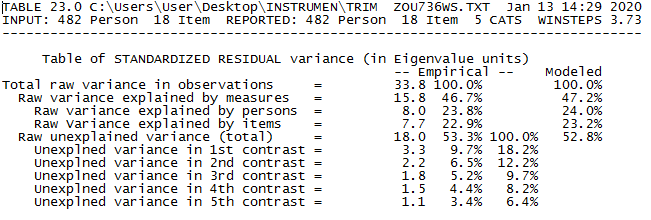 TABLE 23.0 C:\Users\User\Desktop\INSTRUMEN\TRIM ZOU736WS.TXT Jan 13 14:29 2020
INPUT: 482 Person 18 Item REPORTED: 482 Person 18 Item 5 CATS WINSTEPS 3.73
--------------------------------------------------------------------------------
Table of STANDARDIZED RESIDUAL variance (in Eigenvalue units)
-- Empirical -- Modeled
Total raw variance in observations = 33.8 100.0% 100.0%
Raw variance explained by measures = 15.8 46.7% 47.2%
Raw variance explained by persons = 8.0 23.8% 24.0%
Raw Variance explained by items = 7.7 22.9% 23.2%
Raw unexplained variance (total) = 18.0 53.3% 100.0% 52.8%
Unexplned variance in 1st contrast = 3.3 9.7% 18.2%
Unexplned variance in 2nd contrast = 2.2 6.5% 12.2%
Unexplned variance in 3rd contrast = 1.8 5.2% 9.7%
Unexplned variance in 4th contrast = 1.5 4.4% 8.2%
Unexplned variance in 5th contrast = 1.1 3.4% 6.4%